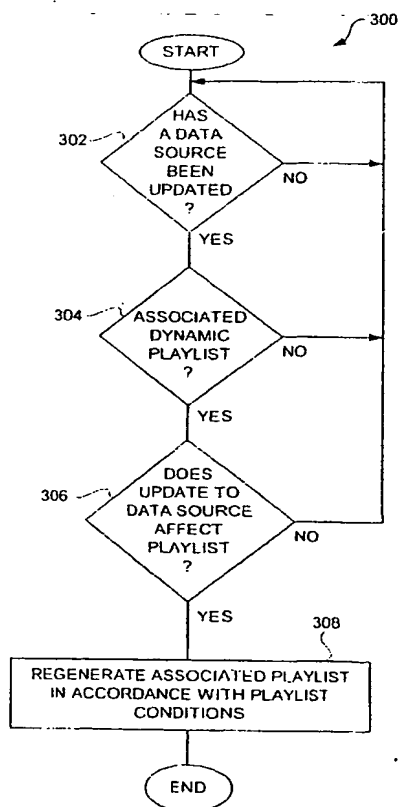 300
START
302
HAS
A DATA
SOURCE
BEEN
UPDATED
?
NO
YES
304
ASSOCIATED
DYNAMIC
PLAYLIST
?
NO
YES
306
DOES
UPDATE TO
DATA SOURCE
AFFECT
PLAYLIST
?
NO
YES
308
REGENERATE ASSOCIATED PLAYLIST
IN ACCORDANCE WITH PLAYLIST
CONDITIONS
END